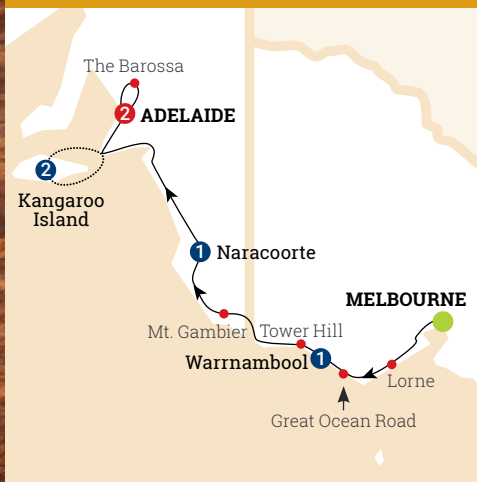 The Barossa
2 ADELAIDE
2
Kangaroo
Island
1 Naracoorte
MELBOURNE
Mt. Gambier
Tower Hill
Warrnambool 1
Lorne
Great Ocean Road